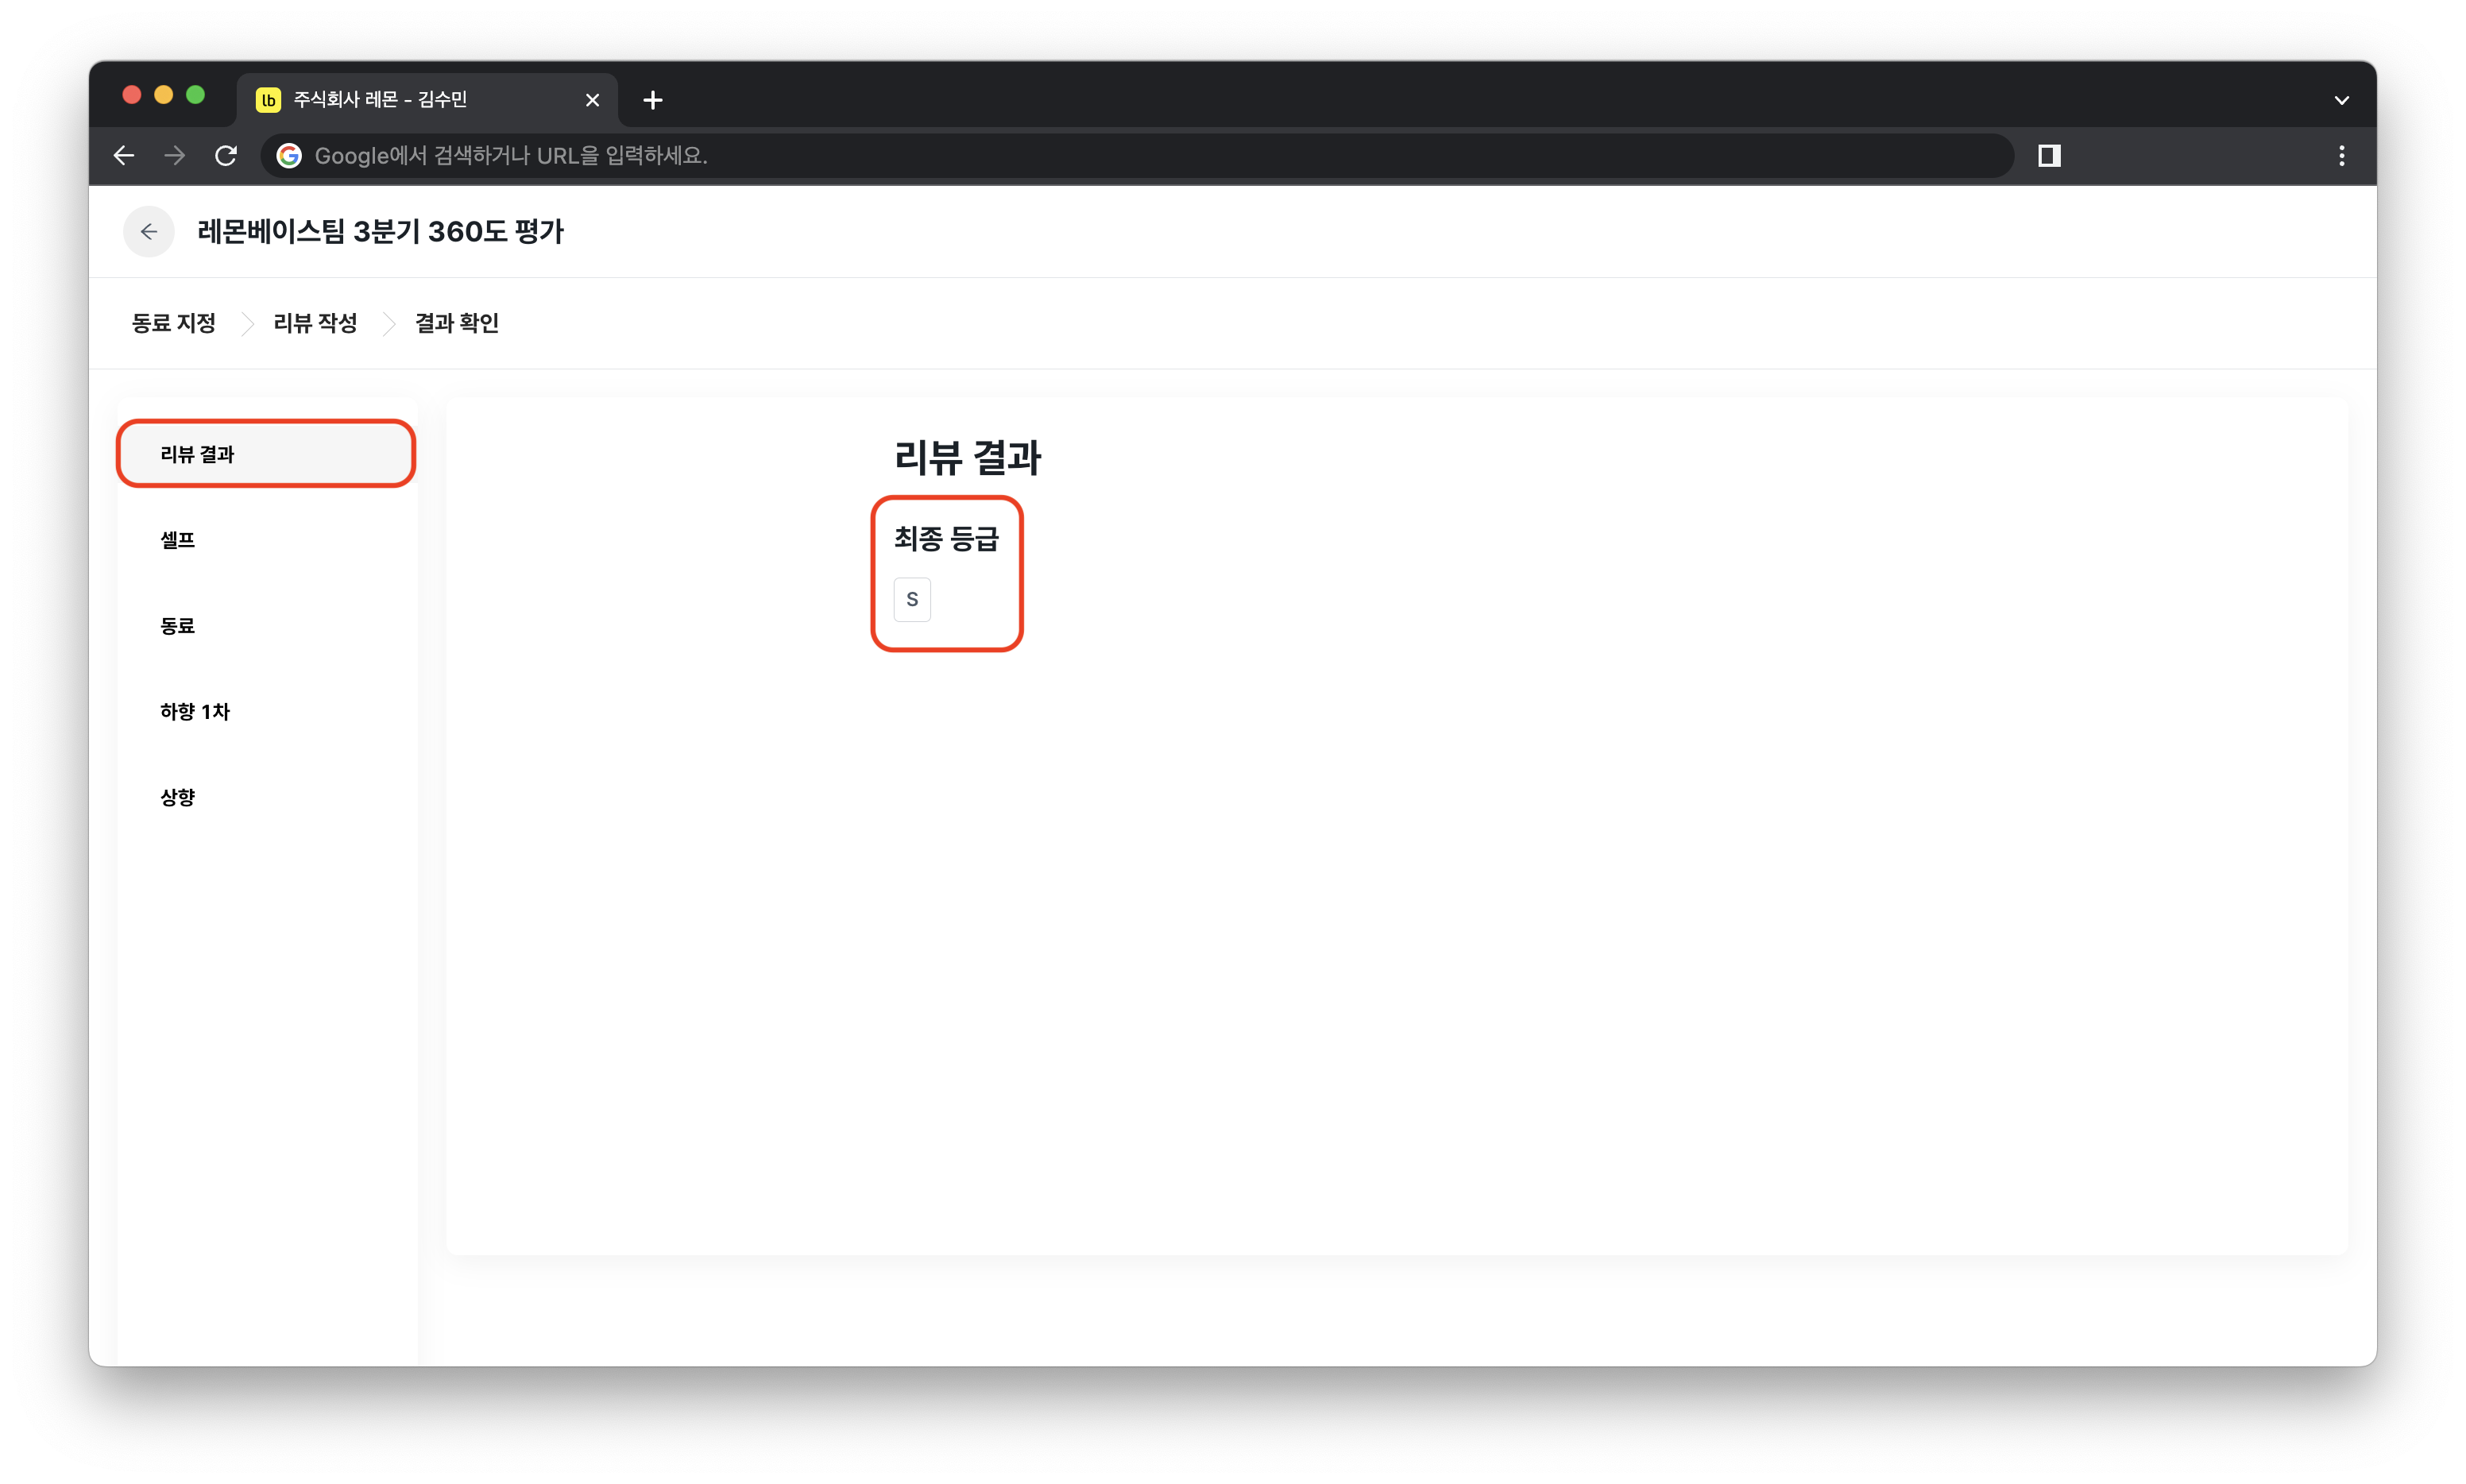 lb 주식회사 레몬 - 김수민
Google에서 검색하거나 URL을 입력하세요.
레몬베이스팀 3분기 360도 평가
동료 지정 리뷰 작성 결과 확인
리뷰 결과
셀프
동료
하향 1차
상향
리뷰 결과
최종 등급
S